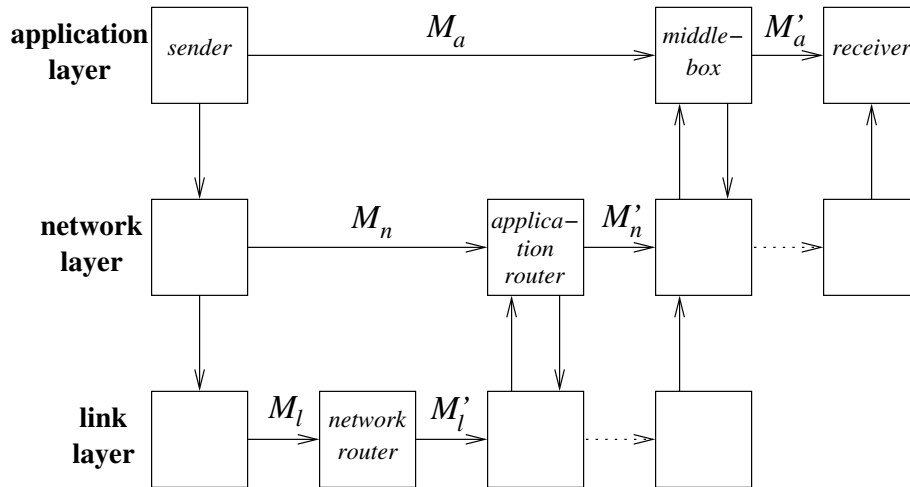 application
layer
sender
M_a
middle-
box
M'_a
receiver
network
layer
M_n
applica-
tion
router
M'_n
link
layer
M_l
network
router
M'_l